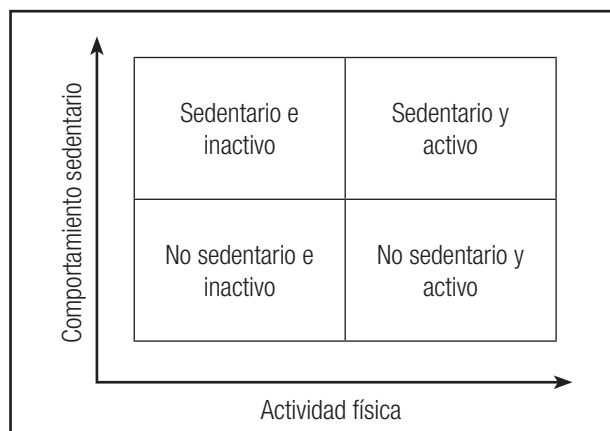 Comportamiento sedentario
Sedentario e
inactivo
Sedentario y
activo
No sedentario e
inactivo
No sedentario y
activo
Actividad física